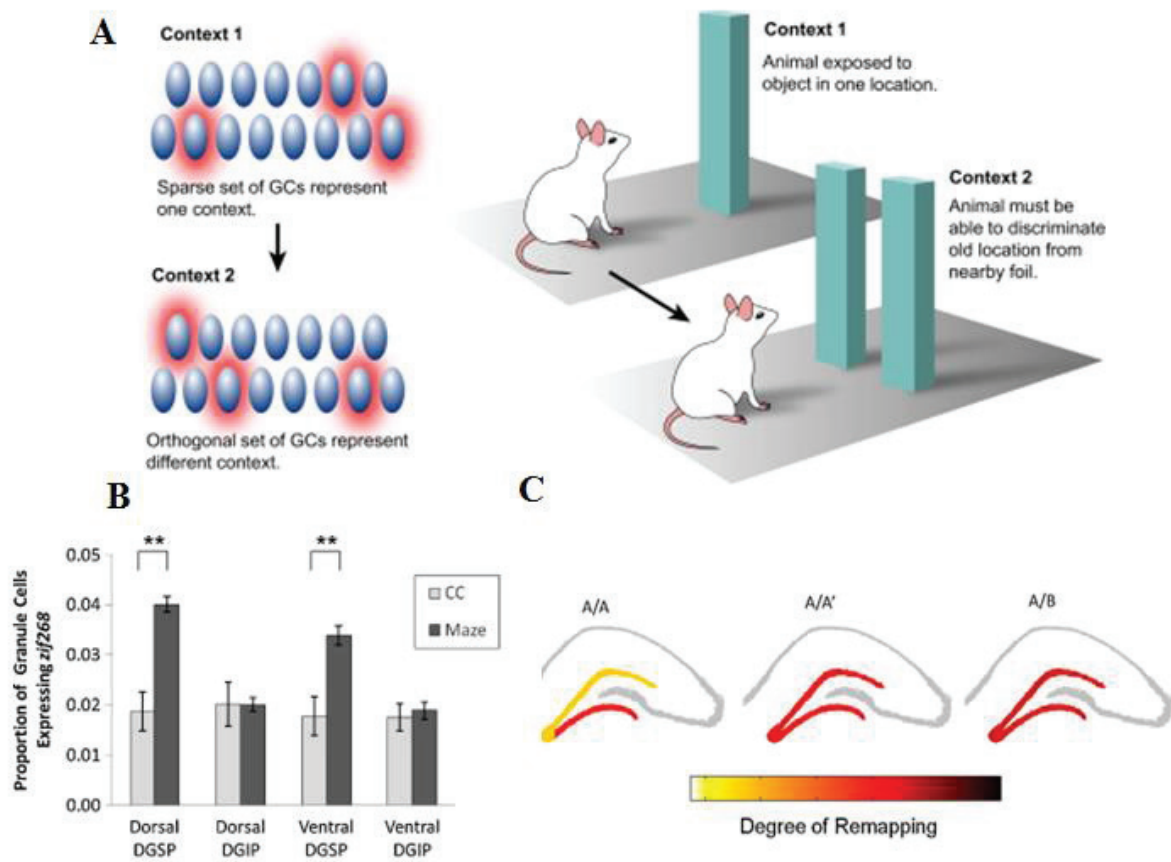 A
Context 1
Sparse set of GCs represent
one context.
Context 2
Orthogonal set of GCs represent
different context.
Context 1
Animal exposed to
object in one location.
Context 2
Animal must be
able to discriminate
old location from
nearby foil.
B
Proportion of Granule Cells
Expressing zif268
0.05
0.04
0.03
0.02
0.01
0.00
**
**
CC
Maze
Dorsal
DGSP
Dorsal
DGIP
Ventral
DGSP
Ventral
DGIP
C
A/A
A/A'
A/B
Degree of Remapping